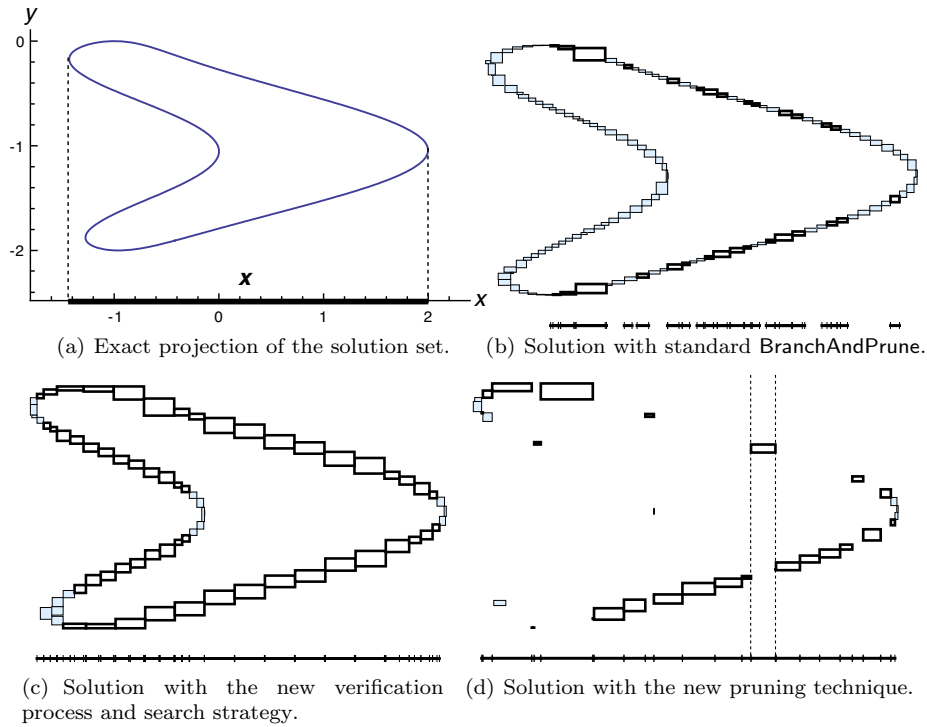 y
0
-1
-2
x
x
-1
0
1
2
(a) Exact projection of the solution set.
(b) Solution with standard BranchAndPrune.
(c) Solution with the new verification
process and search strategy.
(d) Solution with the new pruning technique.